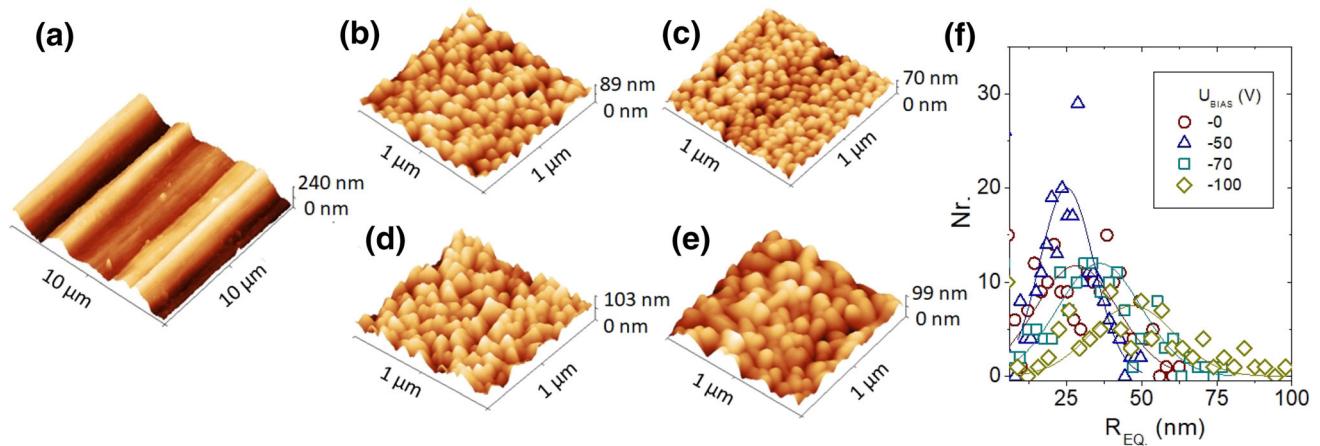 (a)
240 nm
0 nm
10 µm
10 µm
(b)
89 nm
0 nm
1 µm
1 µm
(c)
70 nm
0 nm
1 µm
1 µm
(d)
103 nm
0 nm
1 µm
1 µm
(e)
99 nm
0 nm
1 µm
1 µm
(f)
30
20
10
0
Nr.
U_BIAS (V)
-0
-50
-70
-100
25 50 75 100
R_EQ. (nm)